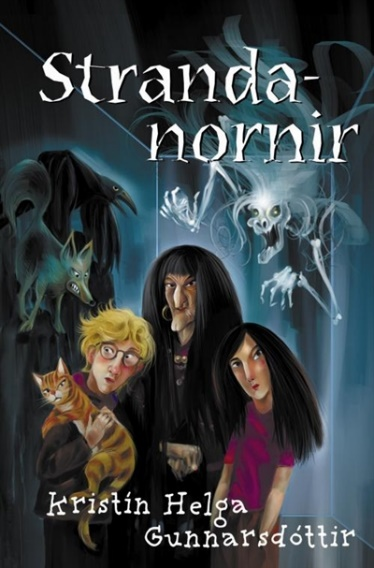 Stranda-
nornir
Kristín Helga
Gunnarsdóttir